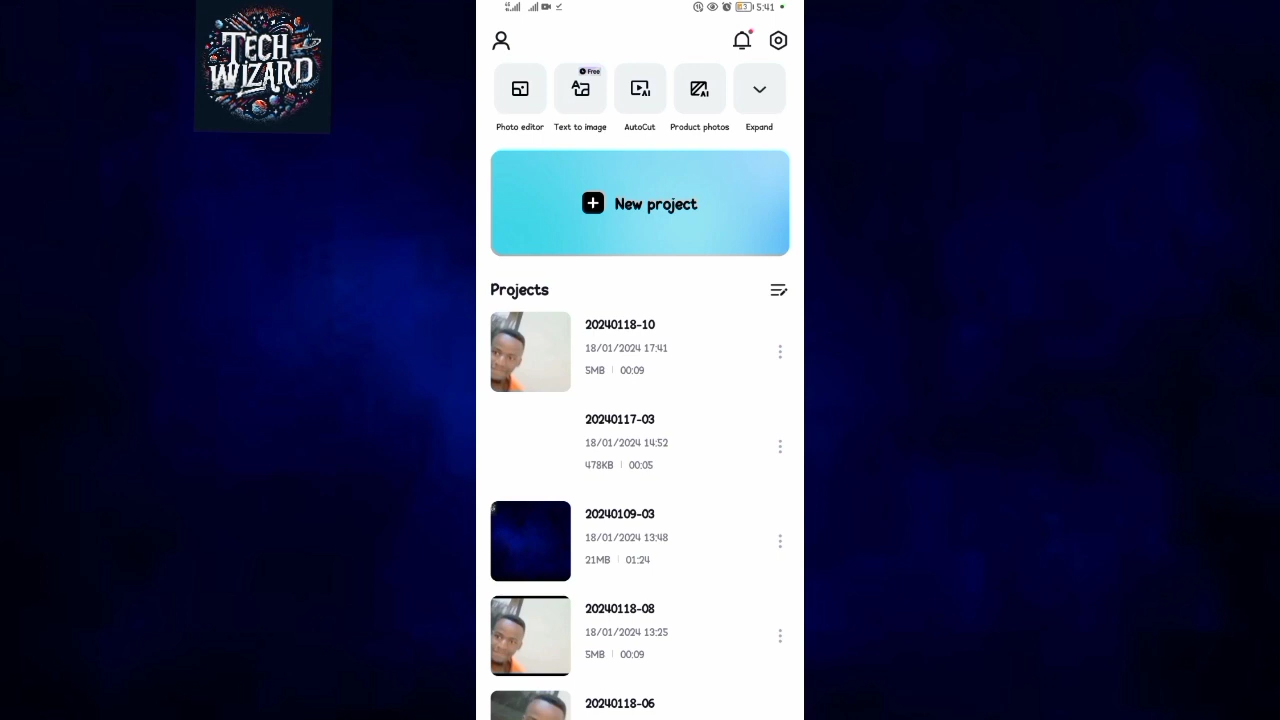 TECH
WIZARD
5:41
Free
AI
AI
Photo editor
Text to image
AutoCut
Product photos
Expand
New project
Projects
20240118-10
18/01/2024 17:41
5MB | 00:09
20240117-03
18/01/2024 14:52
478KB | 00:05
20240109-03
18/01/2024 13:48
21MB | 01:24
20240118-08
18/01/2024 13:25
5MB | 00:09
20240118-06